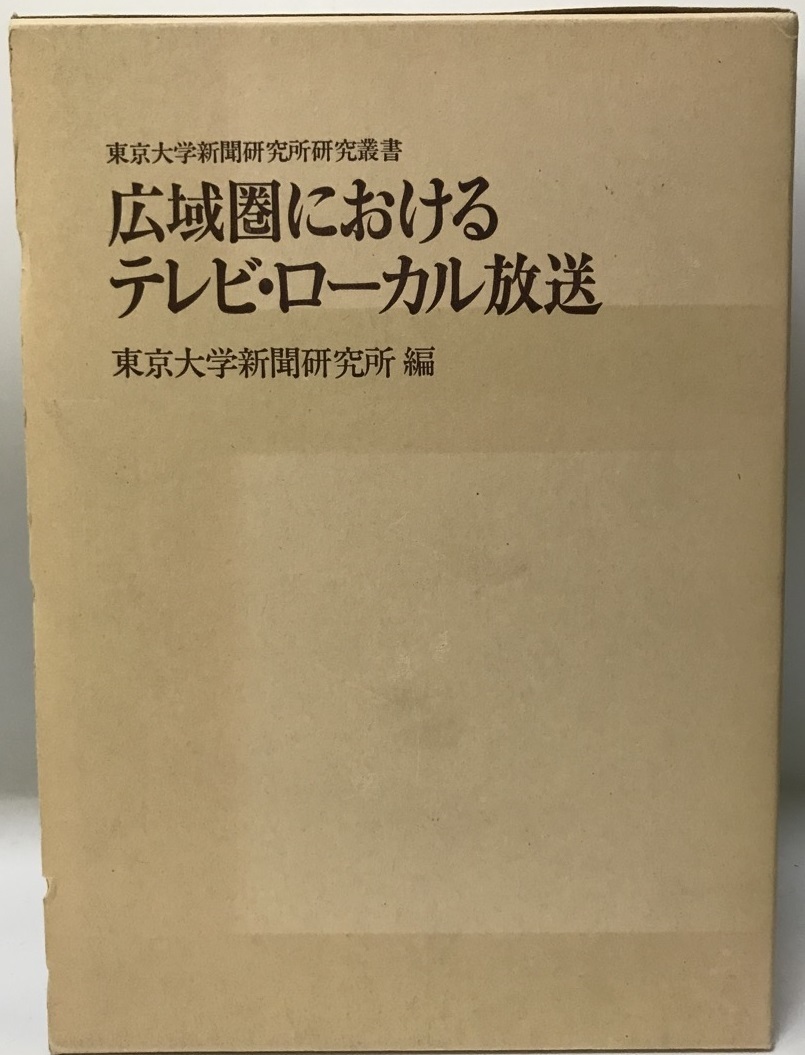 東京大学新聞研究所研究叢書
広域圏における
テレビ・ローカル放送
東京大学新聞研究所 編